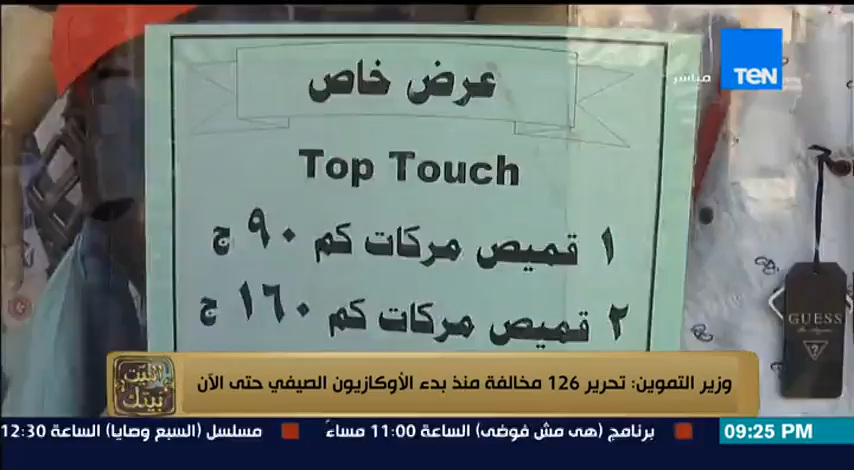 عرض خاص
Top Touch
١ قميص مركات كم ٩٠ ج
٢ قميص مركات كم ١٦٠ ج
TEN
مباشر
GUESS
البيت بيتك
وزير التموين: تحرير 126 مخالفة منذ بدء الأوكازيون الصيفي حتى الآن
برنامج (هى مش فوضى) الساعة 11:00 مساءً
مسلسل (السبع وصايا) الساعة 12:30
09:25 PM